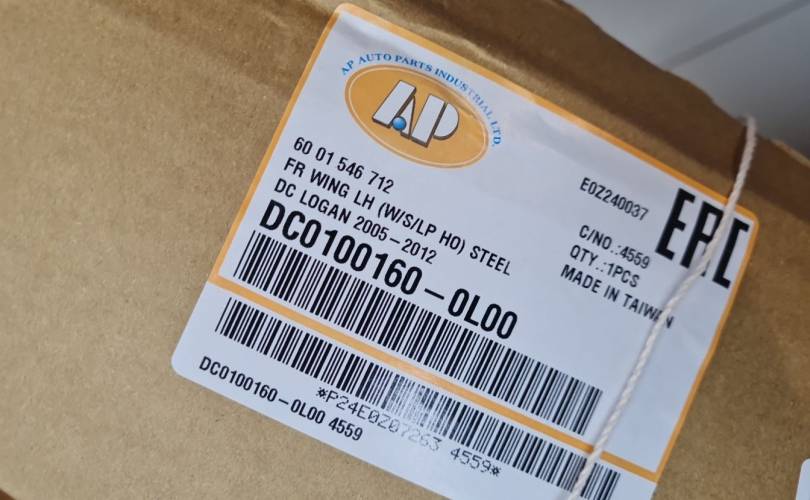 AP AUTO PARTS INDUSTRIAL LTD.
AP
60 01 546 712
FR WING LH (W/S/LP HO) STEEL
DC LOGAN 2005-2012
DC0100160-0L00
E0Z240037
EAC
C/NO.:4559
QTY.:1PCS
MADE IN TAIWAN
*P24E0Z07263 4559*
DC0100160-0L00 4559